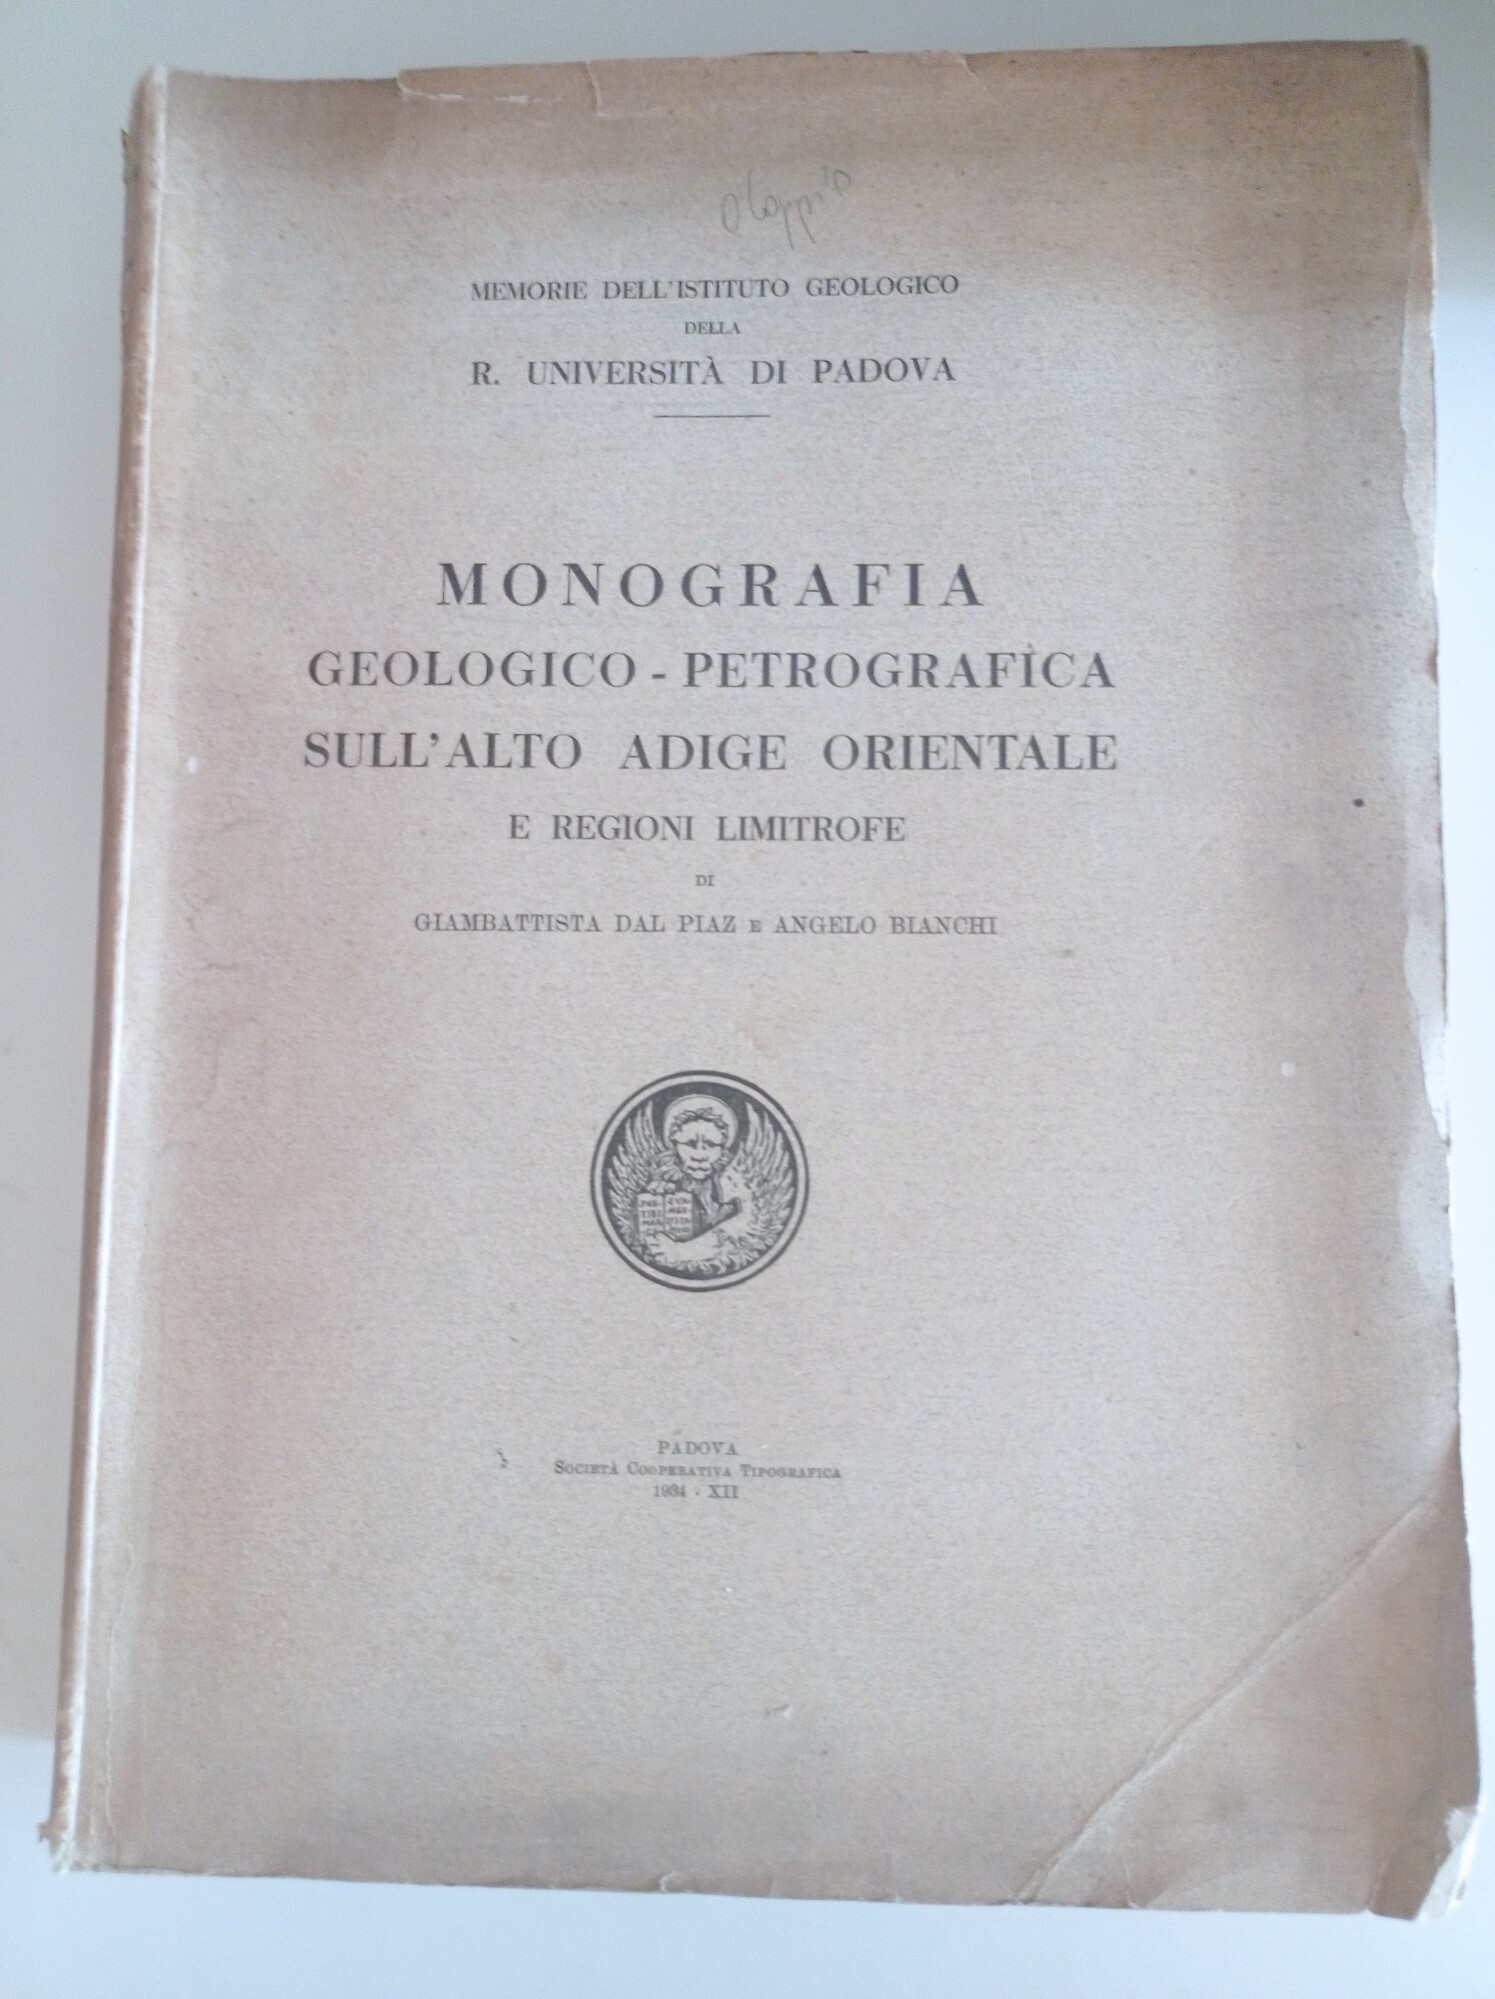 MEMORIE DELL'ISTITUTO GEOLOGICO
DELLA
R. UNIVERSITÀ DI PADOVA
MONOGRAFIA
GEOLOGICO - PETROGRAFICA
SULL'ALTO ADIGE ORIENTALE
E REGIONI LIMITROFE
DI
GIAMBATTISTA DAL PIAZ E ANGELO BIANCHI
PADOVA
SOCIETÀ COOPERATIVA TIPOGRAFICA
1934 - XII